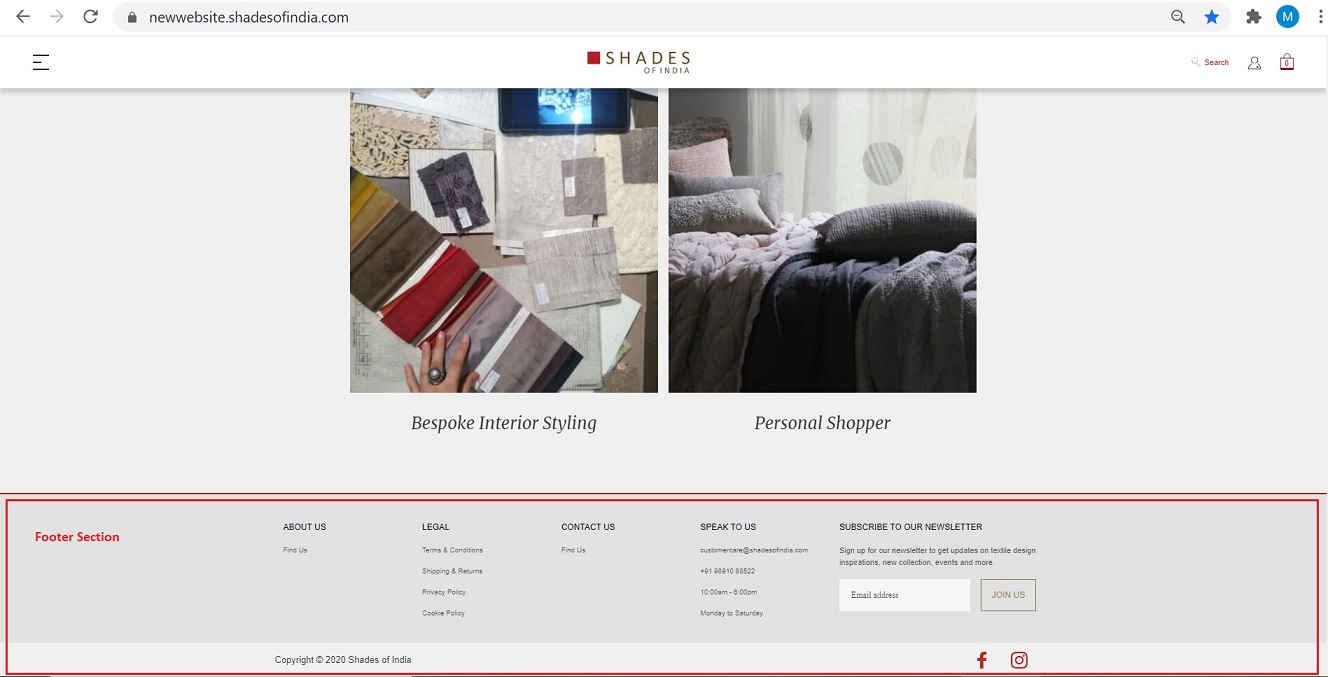 newwebsite.shadesofindia.com
M
SHADES
OF INDIA
Search
0
Bespoke Interior Styling
Personal Shopper
Footer Section
ABOUT US
Find Us
LEGAL
Terms & Conditions
Shipping & Returns
Privacy Policy
Cookie Policy
CONTACT US
Find Us
SPEAK TO US
customercare@shadesofindia.com
+91 98910 88522
10:00am - 6:00pm
Monday to Saturday
SUBSCRIBE TO OUR NEWSLETTER
Sign up for our newsletter to get updates on textile design
inspirations, new collection, events and more.
Email address
JOIN US
Copyright © 2020 Shades of India